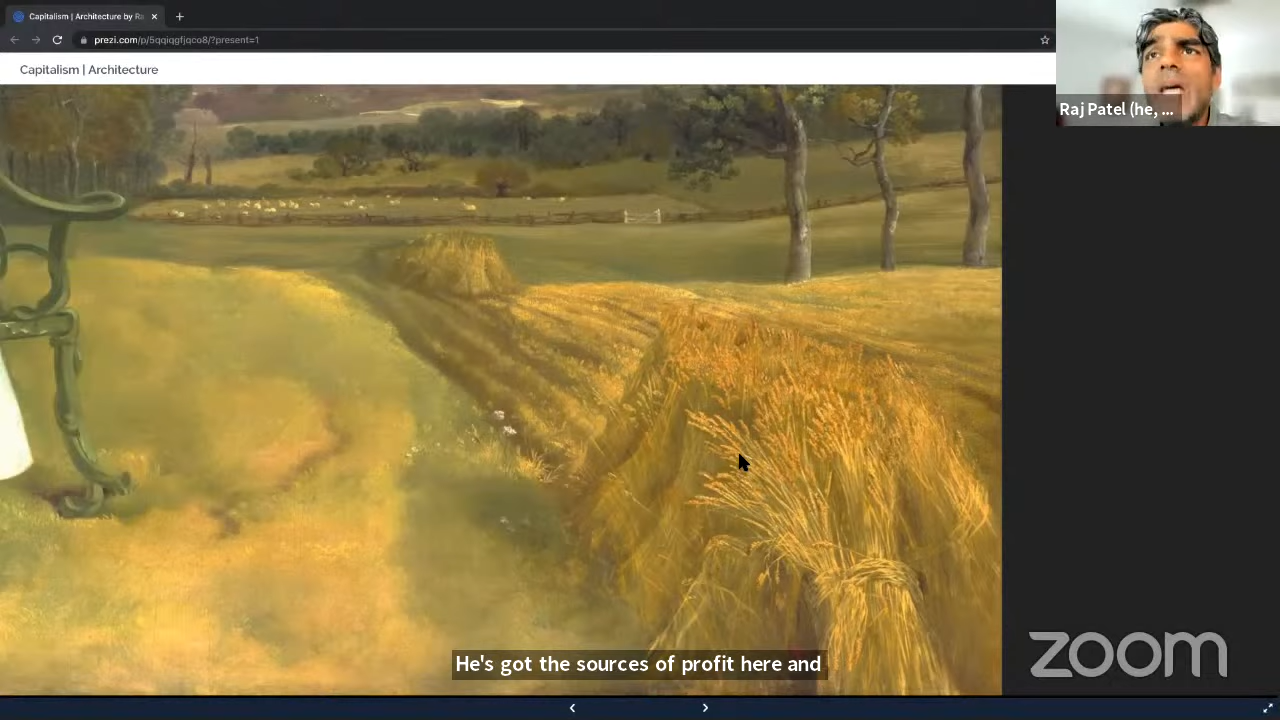 Capitalism | Architecture by Ra
prezi.com/p/5qqiqgfjqco8/?present=1
Capitalism | Architecture
Raj Patel (he, ...
He's got the sources of profit here and
zoom